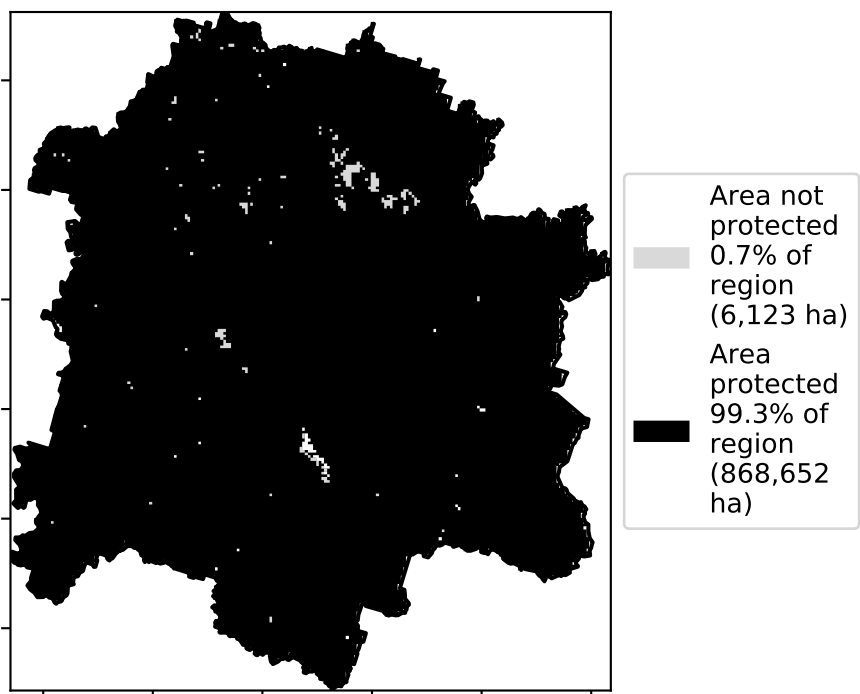 Area not
protected
0.7% of
region
(6,123 ha)
Area
protected
99.3% of
region
(868,652
ha)